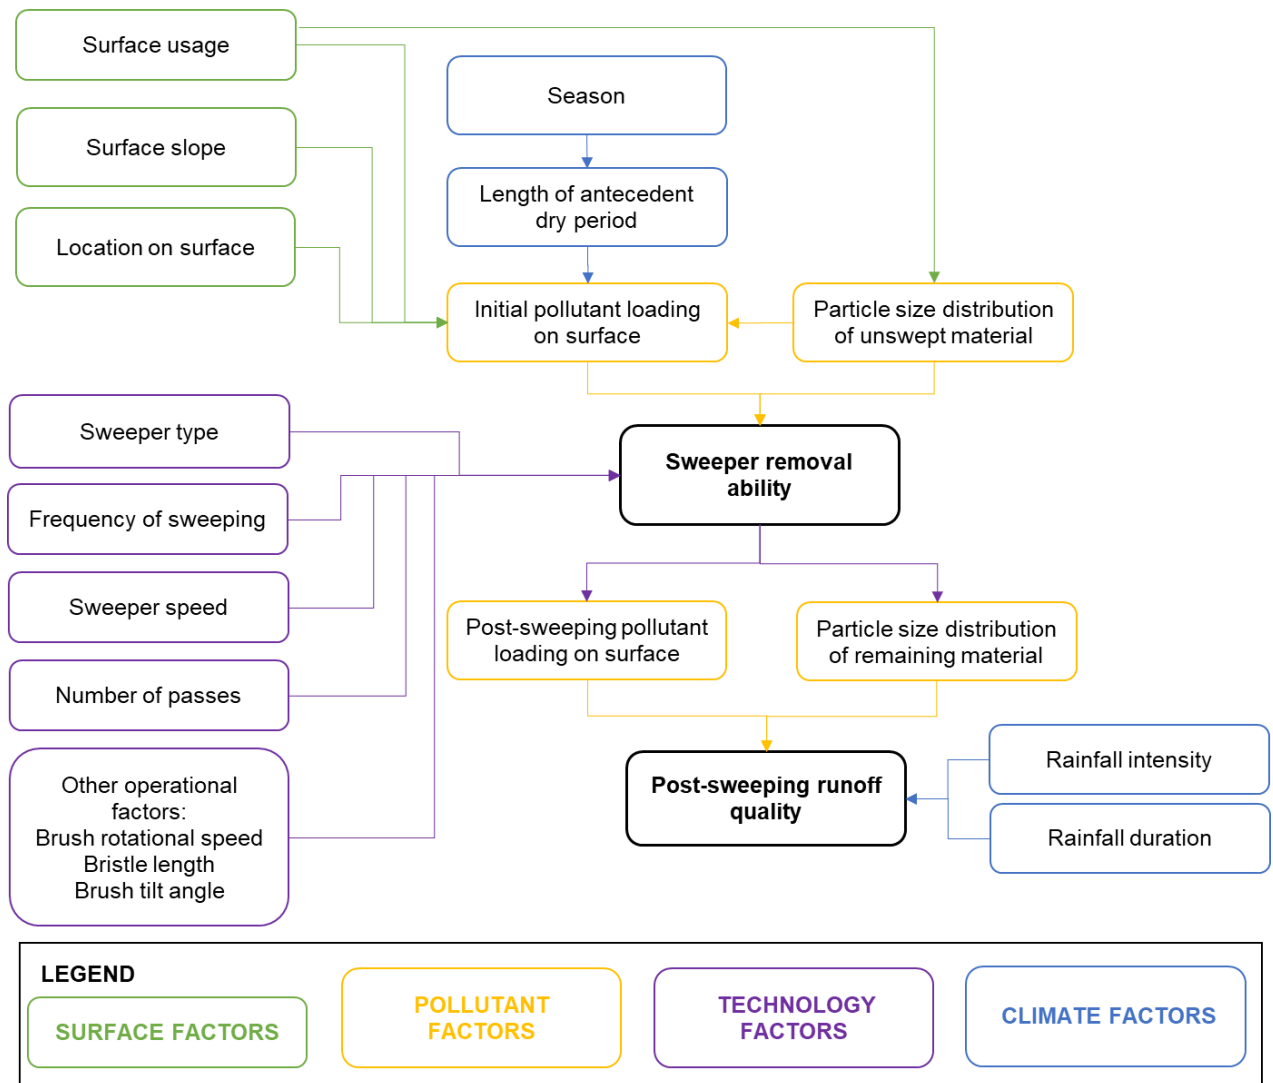 Surface usage
Season
Surface slope
Length of antecedent
dry period
Location on surface
Initial pollutant loading
on surface
Particle size distribution
of unswept material
Sweeper type
Sweeper removal
ability
Frequency of sweeping
Sweeper speed
Post-sweeping pollutant
loading on surface
Particle size distribution
of remaining material
Number of passes
Other operational
factors:
Brush rotational speed
Bristle length
Brush tilt angle
Post-sweeping runoff
quality
Rainfall intensity
Rainfall duration
LEGEND
SURFACE FACTORS
POLLUTANT
FACTORS
TECHNOLOGY
FACTORS
CLIMATE FACTORS